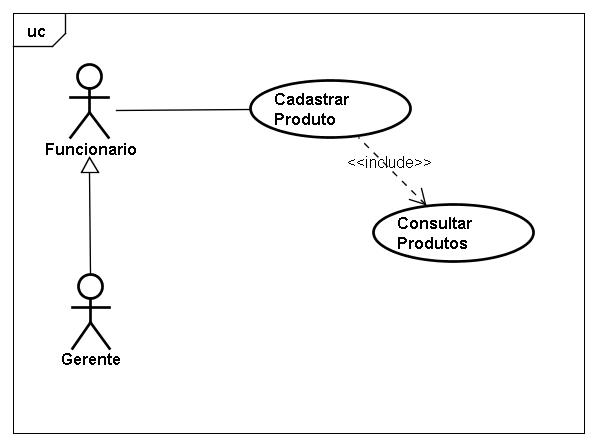 uc
Cadastrar
Produto
Funcionario
<<include>>
Consultar
Produtos
Gerente